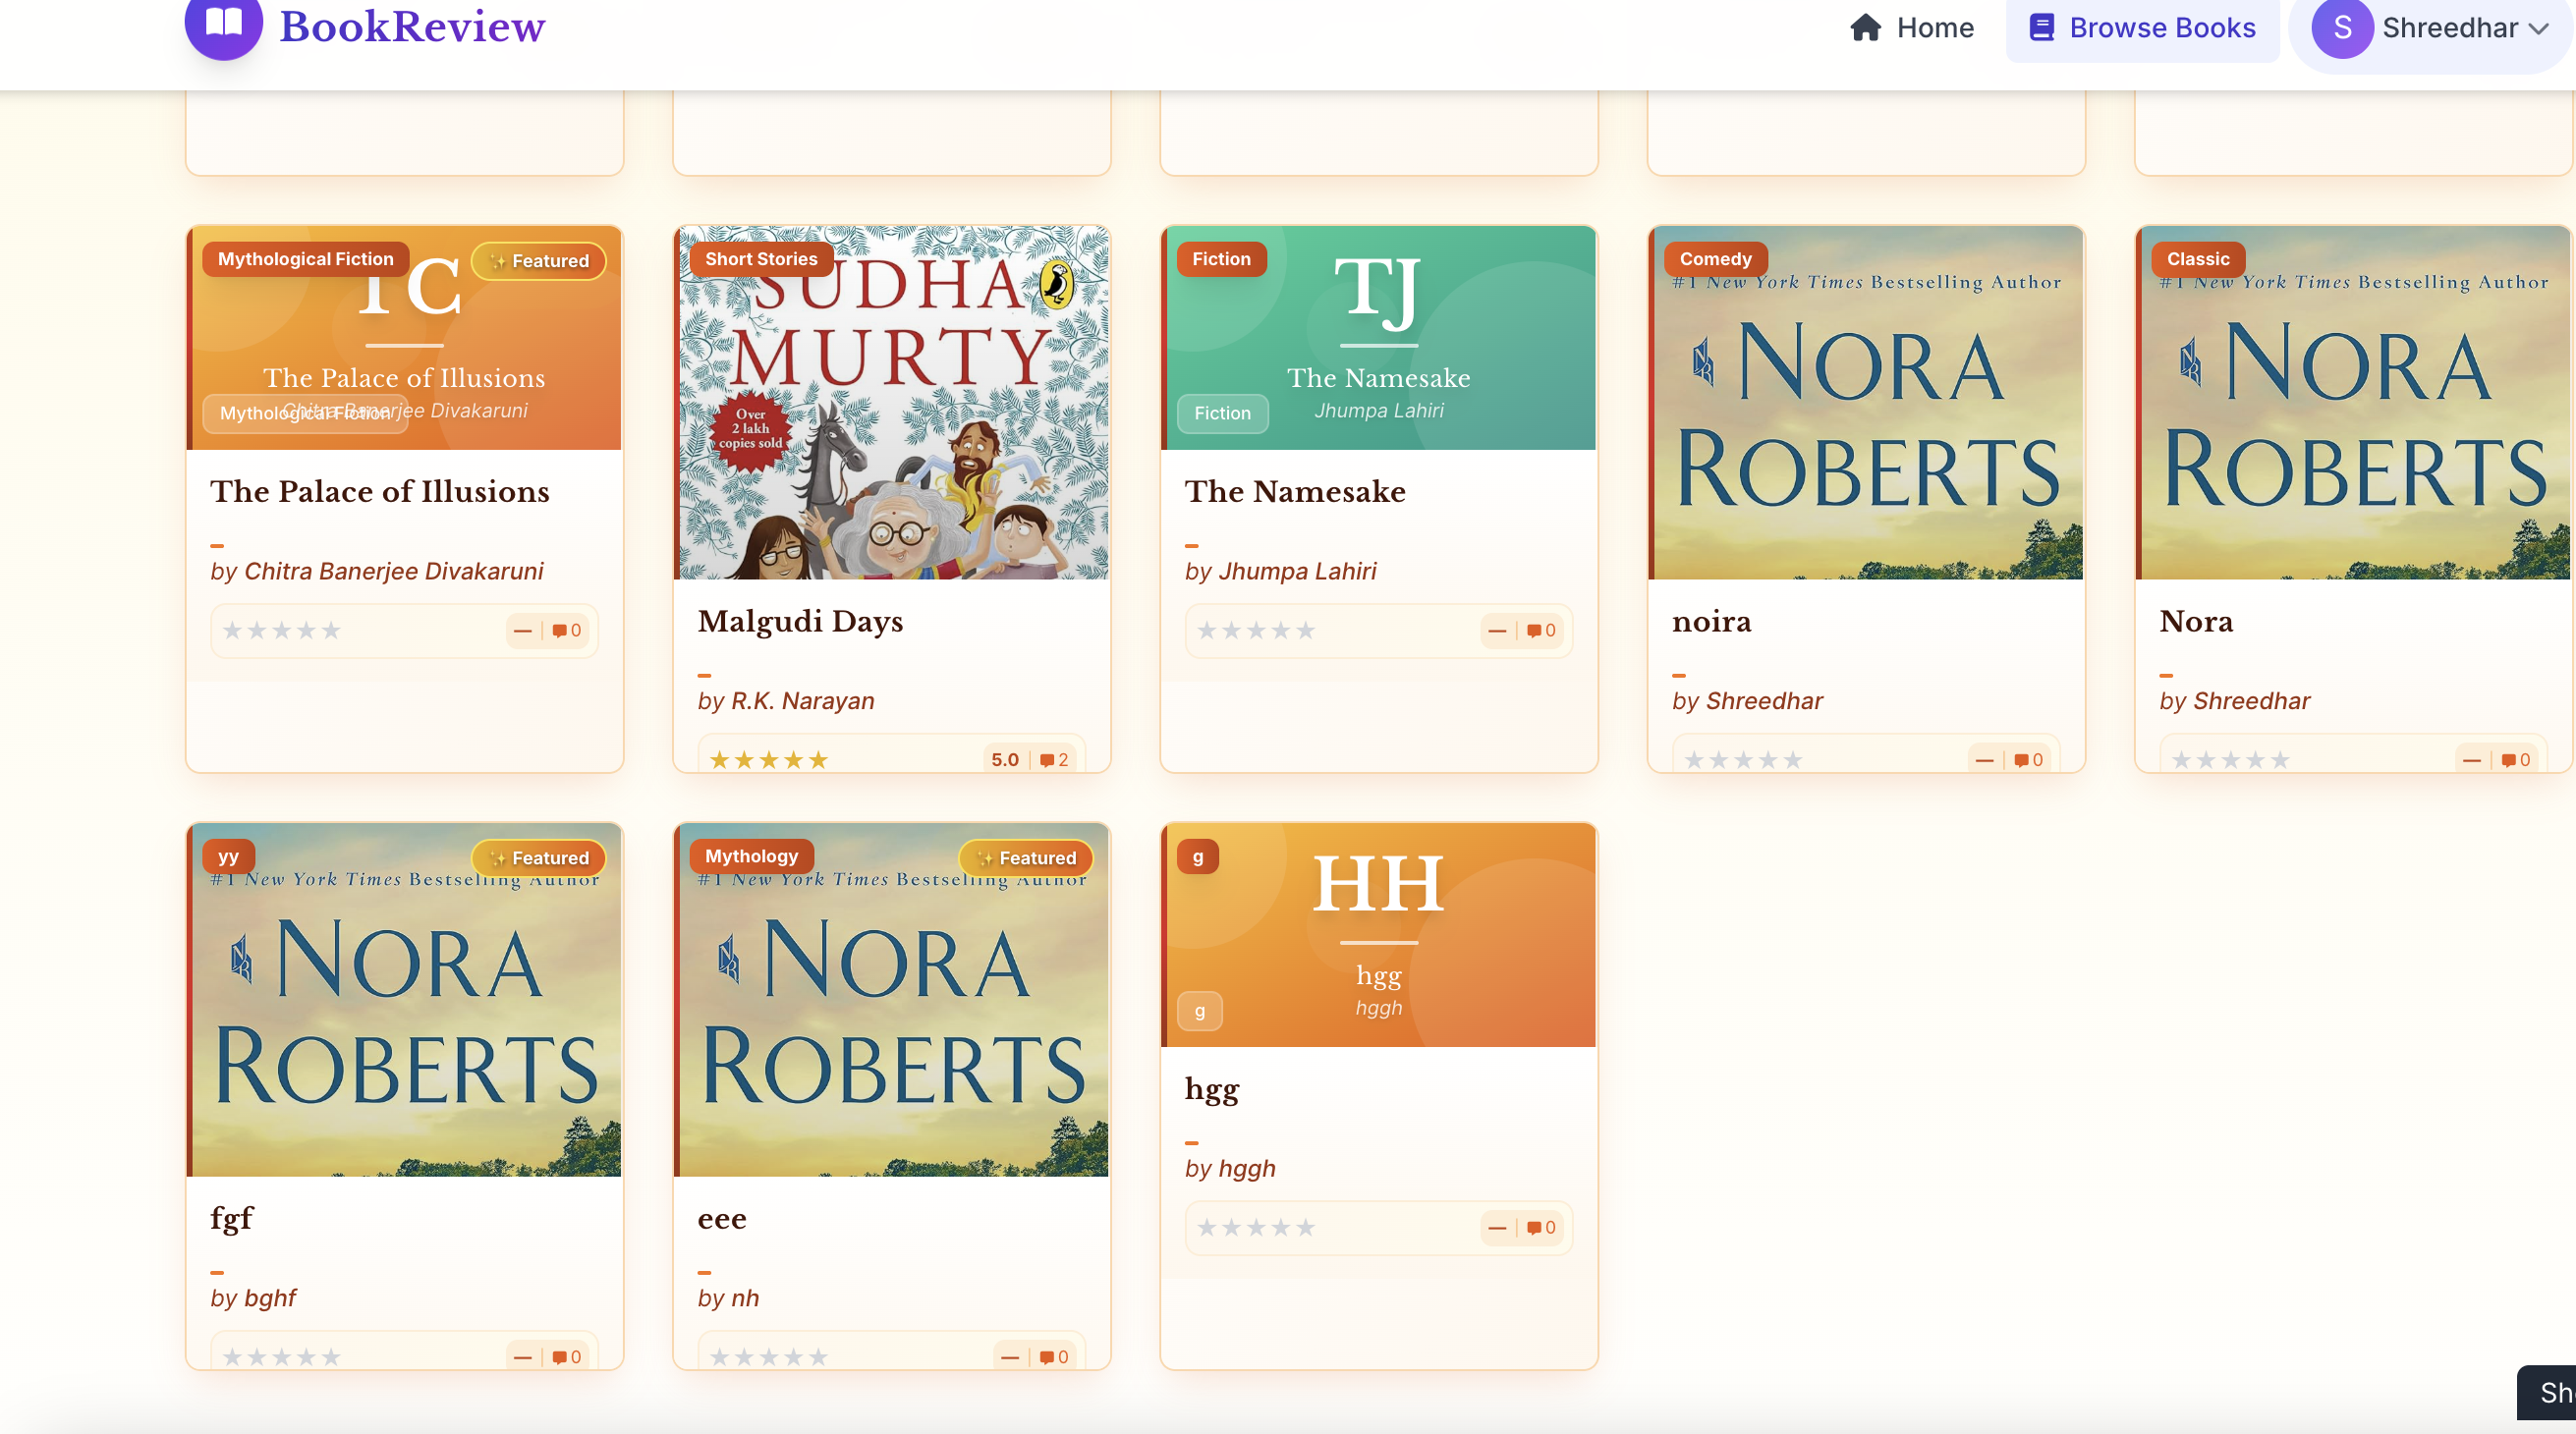 BookReview
Home
Browse Books
S
Shreedhar
Mythological Fiction
✨ Featured
TC
The Palace of Illusions
Chitra Banerjee Divakaruni
Mythological Fiction
The Palace of Illusions
by Chitra Banerjee Divakaruni
★★★★★
— | 0
Short Stories
SUDHA
MURTY
Over
2 lakh
copies sold
Malgudi Days
by R.K. Narayan
★★★★★
5.0 | 2
Fiction
TJ
The Namesake
Jhumpa Lahiri
Fiction
The Namesake
by Jhumpa Lahiri
★★★★★
— | 0
Comedy
#1 New York Times Bestselling Author
NORA
ROBERTS
noira
by Shreedhar
★★★★★
— | 0
Classic
#1 New York Times Bestselling Author
NORA
ROBERTS
Nora
by Shreedhar
★★★★★
— | 0
yy
✨ Featured
#1 New York Times Bestselling Author
NORA
ROBERTS
fgf
by bghf
★★★★★
— | 0
Mythology
✨ Featured
#1 New York Times Bestselling Author
NORA
ROBERTS
eee
by nh
★★★★★
— | 0
g
HH
hgg
hggh
g
hgg
by hggh
★★★★★
— | 0